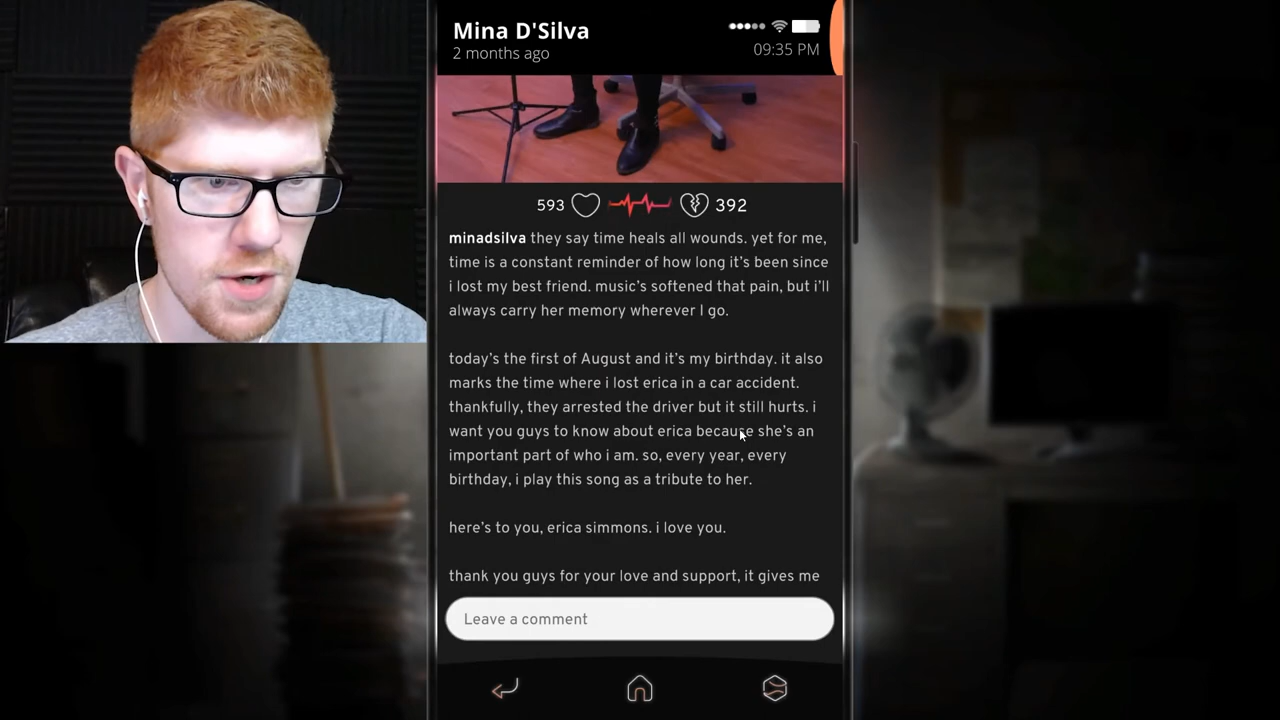 Mina D'Silva
2 months ago
09:35 PM
593
392
minadsilva they say time heals all wounds. yet for me,
time is a constant reminder of how long it's been since
i lost my best friend. music's softened that pain, but i'll
always carry her memory wherever I go.
today's the first of August and it's my birthday. it also
marks the time where i lost erica in a car accident.
thankfully, they arrested the driver but it still hurts. i
want you guys to know about erica because she's an
important part of who i am. so, every year, every
birthday, i play this song as a tribute to her.
here's to you, erica simmons. i love you.
thank you guys for your love and support, it gives me
Leave a comment